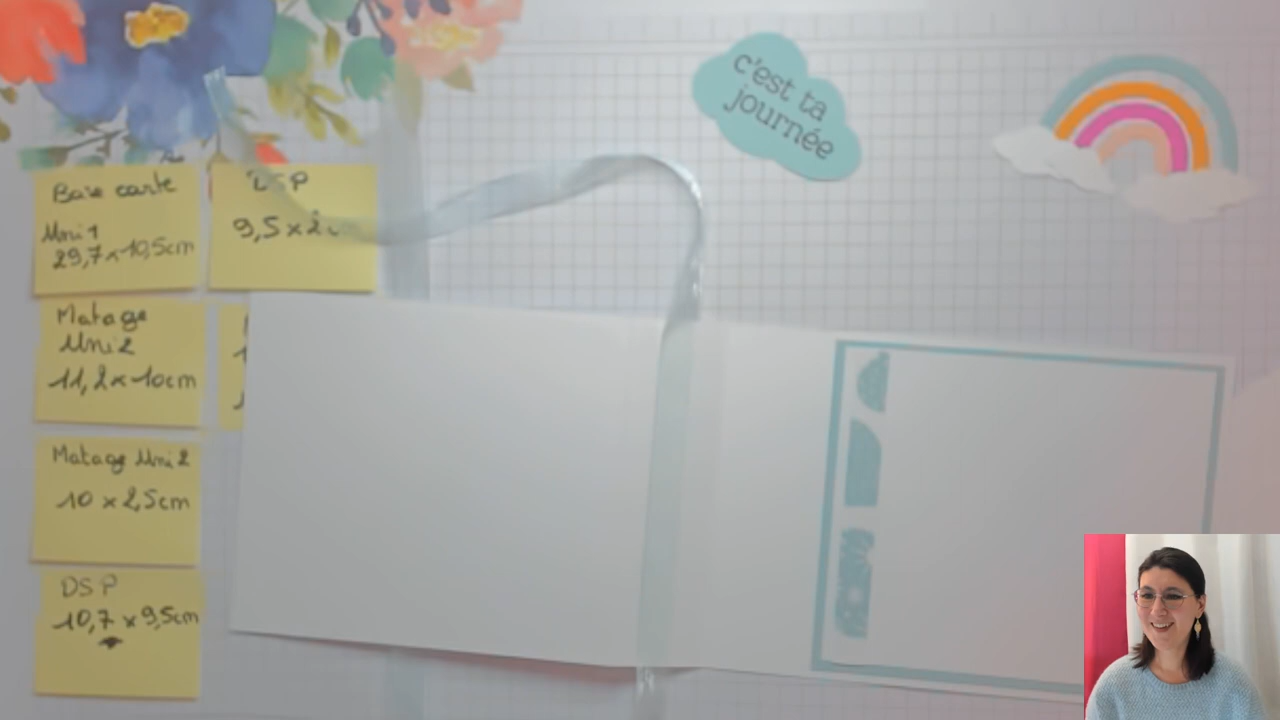 c'est ta
journée
Base carte
Uni 1
29,7 x 10,5cm
DSP
9,5 x 2
Matage
Uni 2
11,2 x 10cm
Matage Uni 2
10 x 2,5cm
DSP
10,7 x 9,5cm